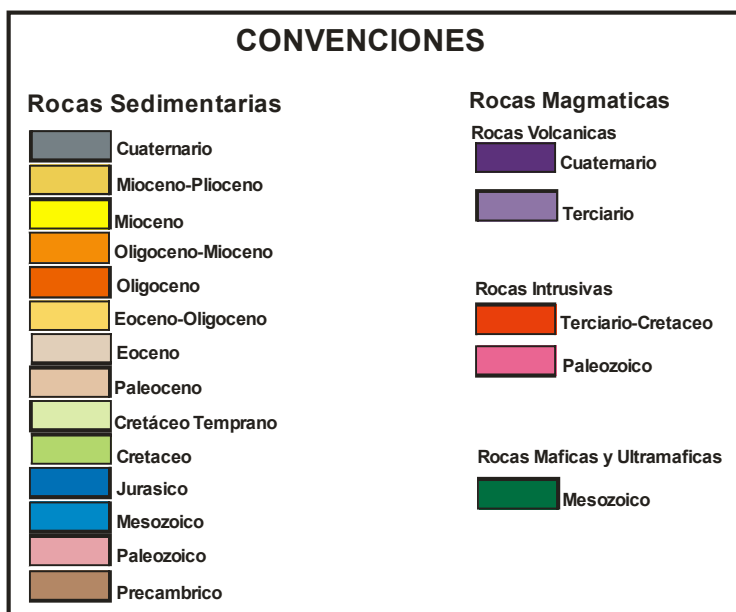 CONVENCIONES
Rocas Sedimentarias
Cuaternario
Mioceno-Plioceno
Mioceno
Oligoceno-Mioceno
Oligoceno
Eoceno-Oligoceno
Eoceno
Paleoceno
Cretáceo Temprano
Cretaceo
Jurasico
Mesozoico
Paleozoico
Precambrico
Rocas Magmaticas
Rocas Volcanicas
Cuaternario
Terciario
Rocas Intrusivas
Terciario-Cretaceo
Paleozoico
Rocas Maficas y Ultramaficas
Mesozoico